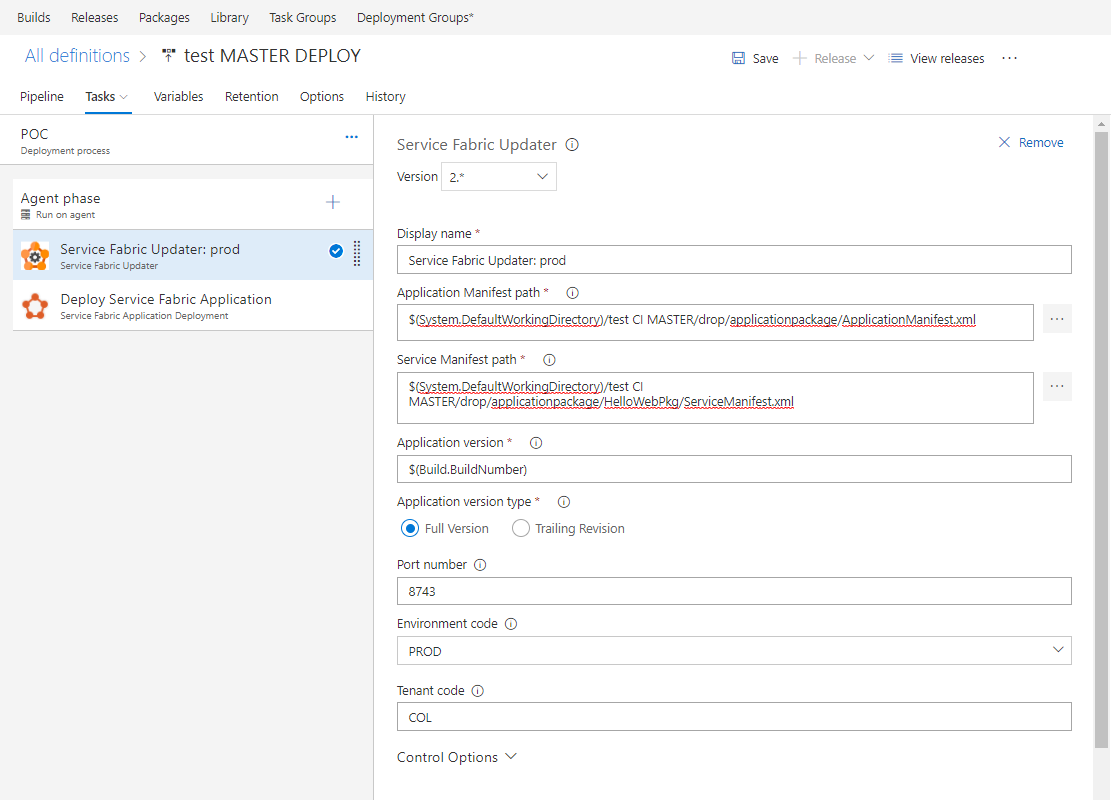 Builds Releases Packages Library Task Groups Deployment Groups*
All definitions > test MASTER DEPLOY
Save + Release View releases ...
Pipeline Tasks Variables Retention Options History
POC ...
Deployment process
Agent phase +
Run on agent
Service Fabric Updater: prod
Service Fabric Updater
Deploy Service Fabric Application
Service Fabric Application Deployment
Service Fabric Updater
Remove
Version 2.*
Display name *
Service Fabric Updater: prod
Application Manifest path *
$(System.DefaultWorkingDirectory)/test CI MASTER/drop/applicationpackage/ApplicationManifest.xml
...
Service Manifest path *
$(System.DefaultWorkingDirectory)/test CI
MASTER/drop/applicationpackage/HelloWebPkg/ServiceManifest.xml
...
Application version *
$(Build.BuildNumber)
Application version type *
Full Version Trailing Revision
Port number
8743
Environment code
PROD
Tenant code
COL
Control Options